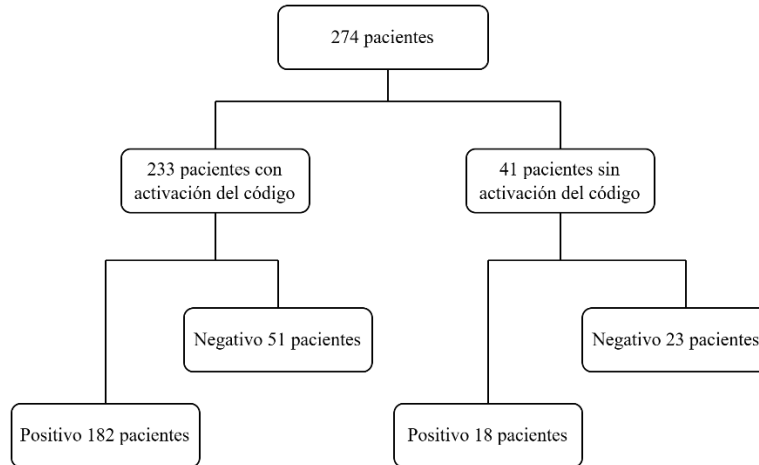 274 pacientes
233 pacientes con
activación del código
41 pacientes sin
activación del código
Negativo 51 pacientes
Negativo 23 pacientes
Positivo 182 pacientes
Positivo 18 pacientes